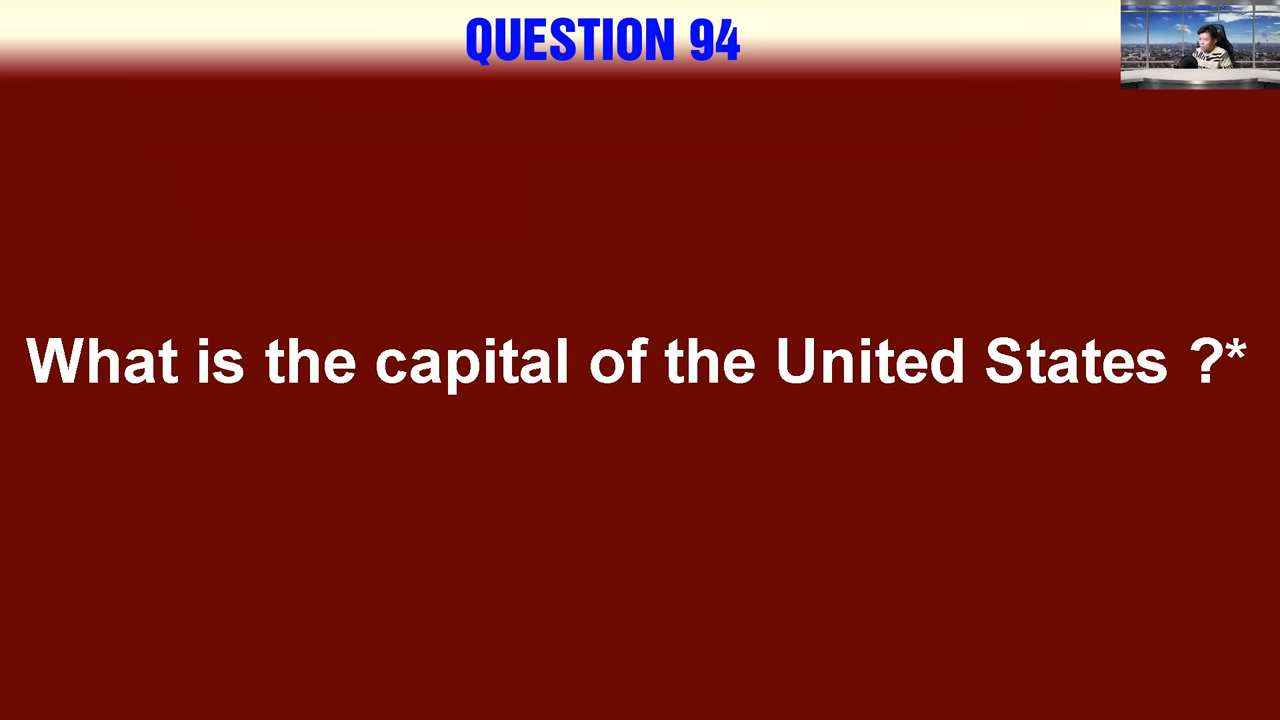 QUESTION 94
What is the capital of the United States ?*